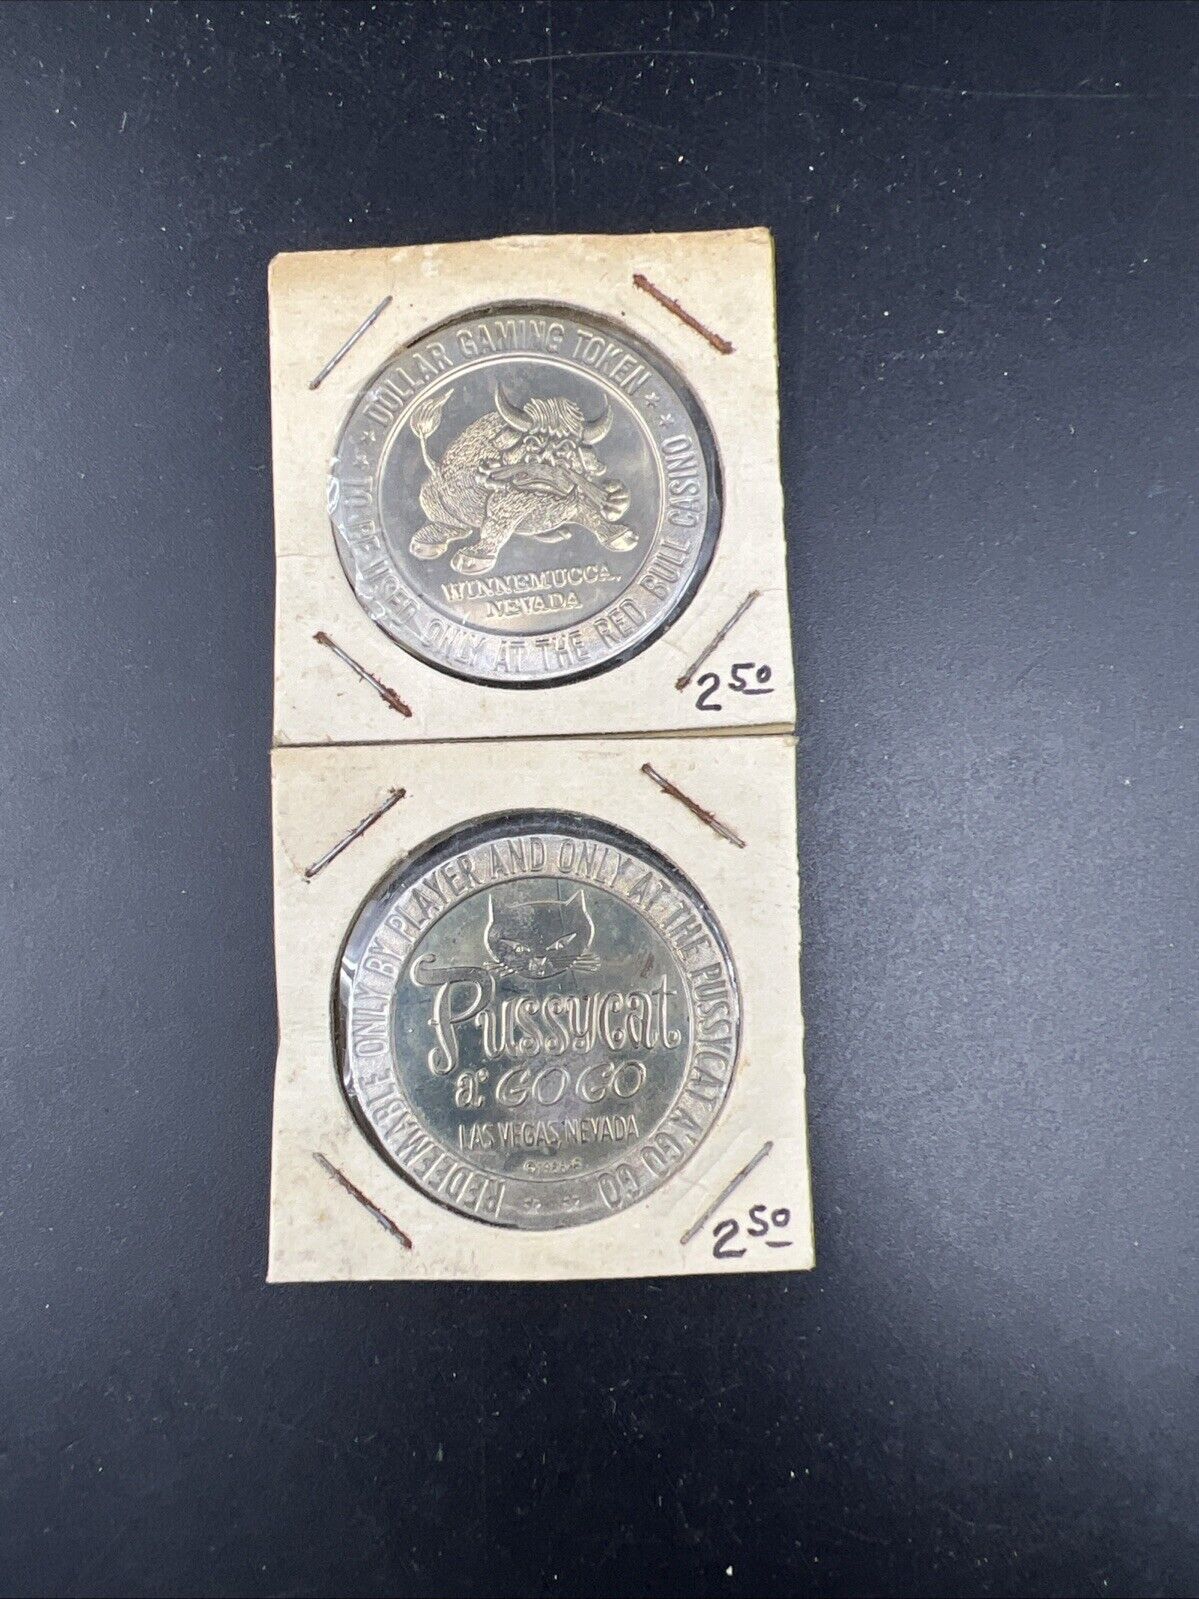 ★ ★ DOLLAR GAMING TOKEN ★ ★
TO BE USED ONLY AT THE RED BULL CASINO
WINNEMUCCA,
NEVADA
2 50
REDEEMABLE ONLY BY PLAYER AND ONLY AT THE PUSSYCAT A'GO GO
Pussycat
a' GO GO
LAS VEGAS, NEVADA
2 50